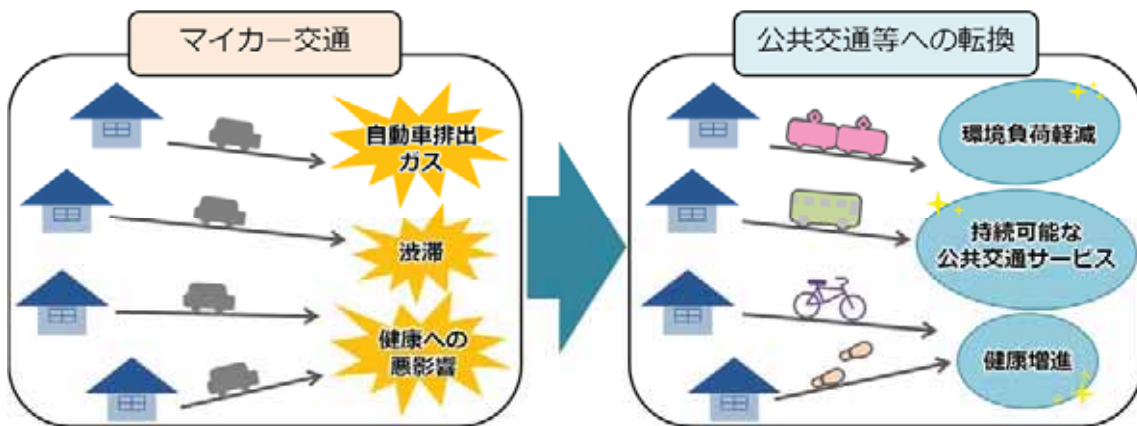 マイカー交通
自動車排出
ガス
渋滞
健康への
悪影響
公共交通等への転換
環境負荷軽減
持続可能な
公共交通サービス
健康増進